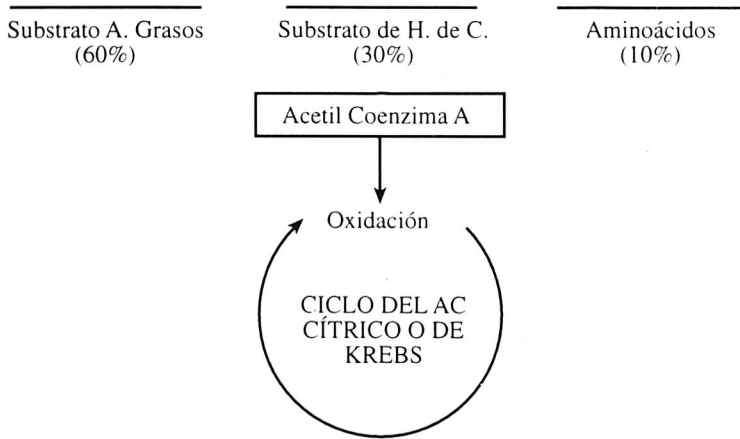 Substrato A. Grasos
(60%)
Substrato de H. de C.
(30%)
Aminoácidos
(10%)
Acetil Coenzima A
Oxidación
CICLO DEL AC
CÍTRICO O DE
KREBS